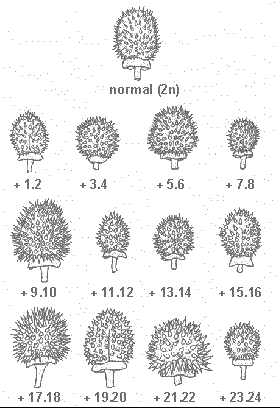 normal (2n)
+ 1.2 + 3.4 + 5.6 + 7.8
+ 9.10 + 11.12 + 13.14 + 15.16
+ 17.18 + 19.20 + 21.22 + 23.24